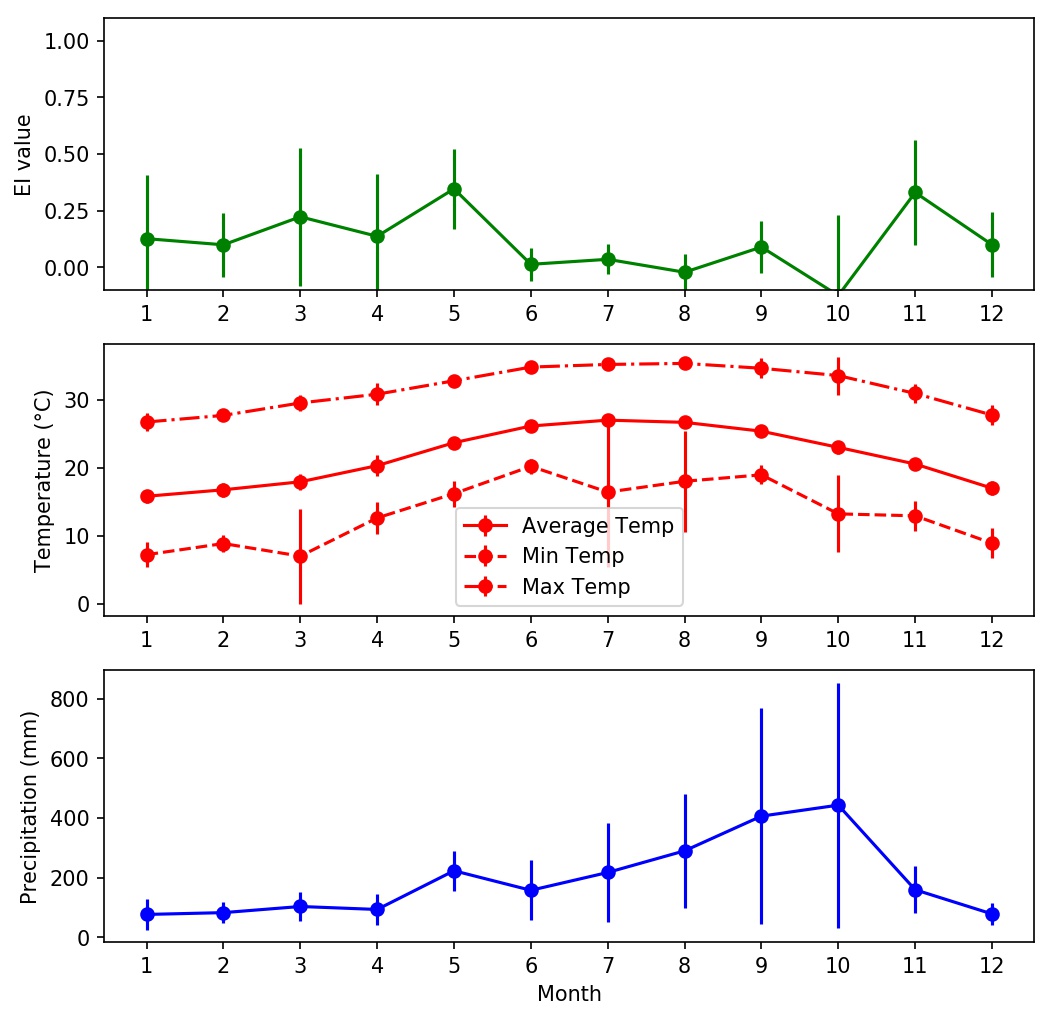 1.00
0.75
0.50
0.25
0.00
EI value
1 2 3 4 5 6 7 8 9 10 11 12
30
20
10
0
Temperature (°C)
Average Temp
Min Temp
Max Temp
1 2 3 4 5 6 7 8 9 10 11 12
800
600
400
200
0
Precipitation (mm)
1 2 3 4 5 6 7 8 9 10 11 12
Month